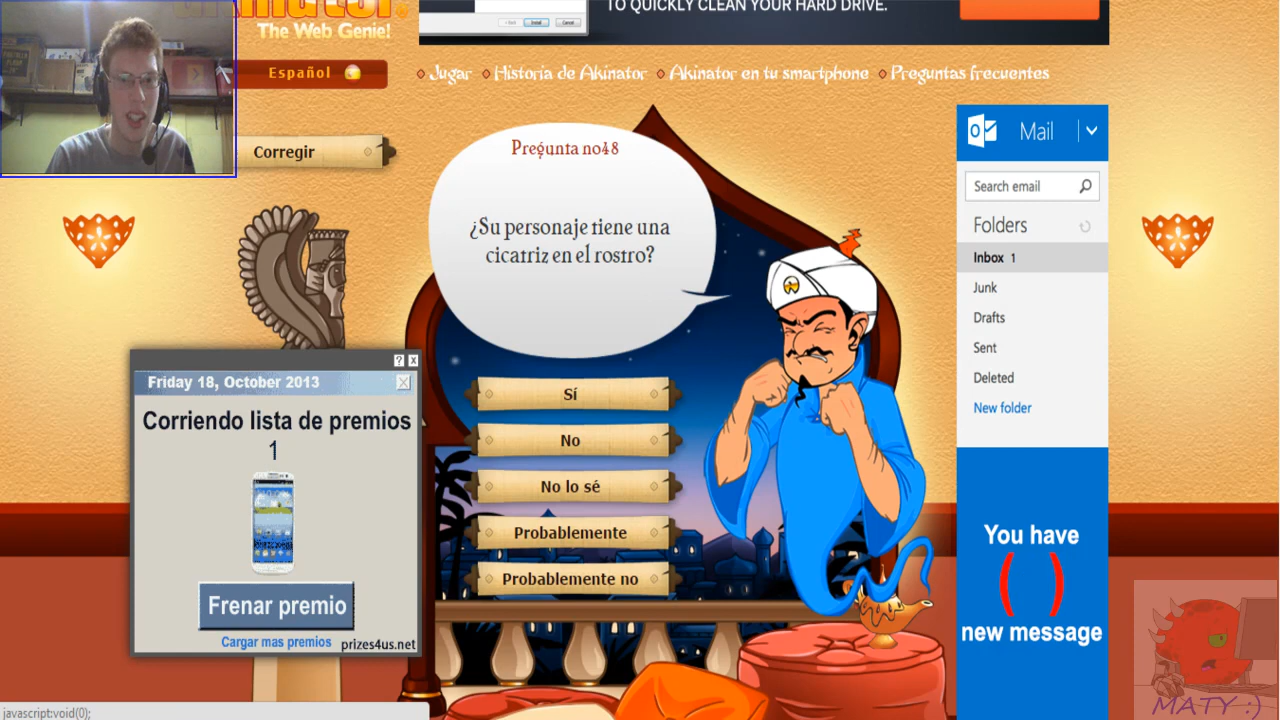 TO QUICKLY CLEAN YOUR HARD DRIVE.
Install
Cancel
akinator
The Web Genie!
Español
Jugar
Historia de Akinator
Akinator en tu smartphone
Preguntas frecuentes
Corregir
Pregunta nº48
¿Su personaje tiene una
cicatriz en el rostro?
Sí
No
No lo sé
Probablemente
Probablemente no
Mail
Search email
Folders
Inbox 1
Junk
Drafts
Sent
Deleted
New folder
You have
( )
new message
? x
Friday 18, October 2013
Corriendo lista de premios
1
Frenar premio
Cargar mas premios
prizes4us.net
javascript:void(0);
MATY :)